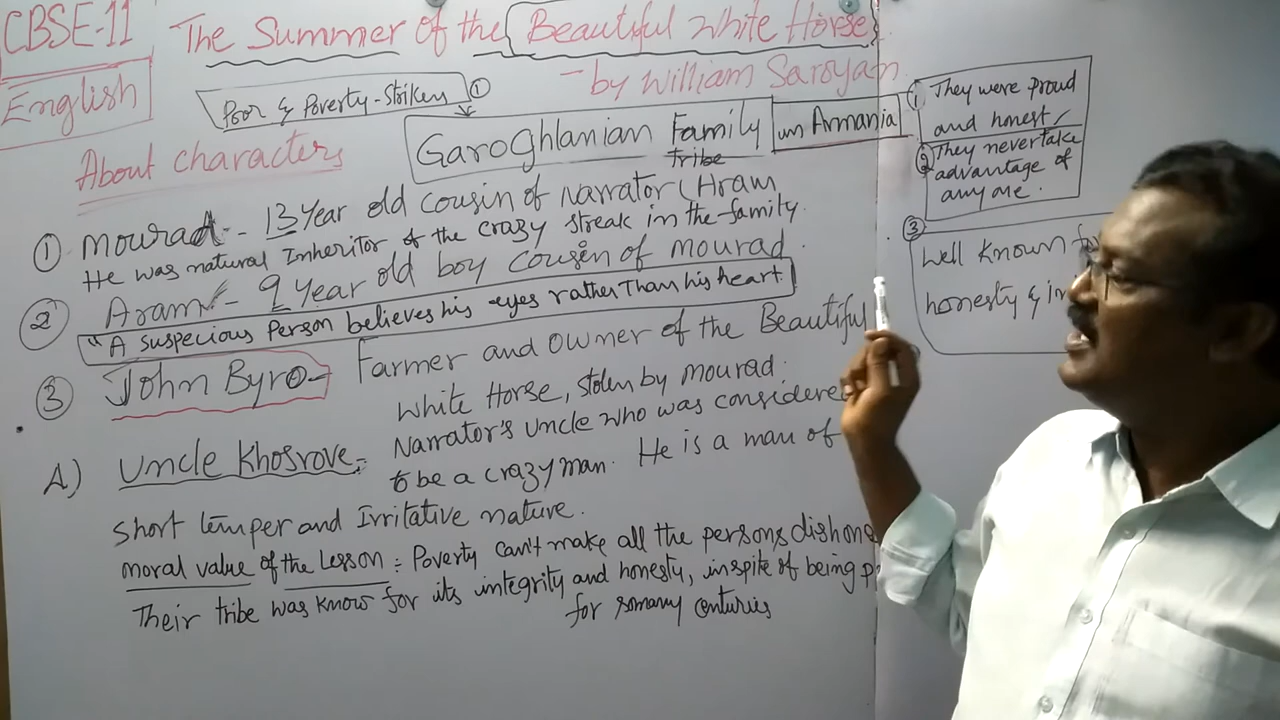 CBSE-11
English
The Summer of the Beautiful White Horse
- by William Saroyan
Poor & Poverty-Striken ①
Garoghlanian Family in Armania
tribe
① They were proud
and honest
② They never take
advantage of
any one.
③
Well Known
honesty &
About characters
① mourad - 13 Year old cousin of Narrator (Aram
He was natural Inheritor of the crazy streak in the family.
② Aram - 9 Year old boy cousin of mourad.
"A suspicious Person believes his eyes rather Than his heart.
③ John Byro - Farmer and owner of the Beautiful
White Horse, stolen by mourad.
A) Uncle Khosrove - Narrator's uncle who was considere
to be a crazy man. He is a man of
short temper and Irritative nature.
moral value of the lesson : Poverty can't make all the persons dishon
Their tribe was know for its integrity and honesty, inspite of being p
for somany centuries